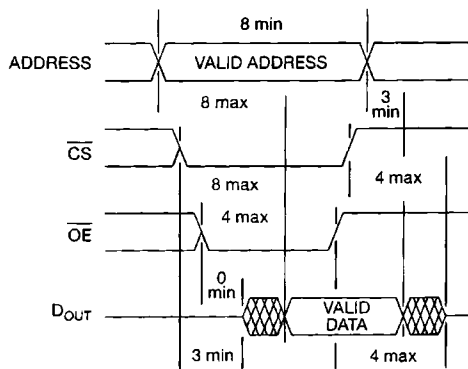 8 min
ADDRESS
VALID ADDRESS
8 max
3 min
CS
8 max
4 max
4 max
OE
0 min
DOUT
VALID DATA
3 min
4 max